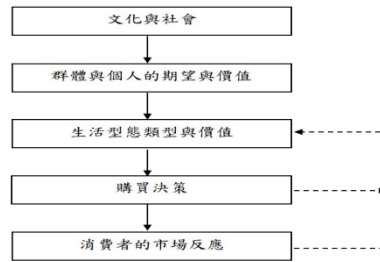 文化與社會
群體與個人的期望與價值
生活型態類型與價值
購買決策
消費者的市場反應